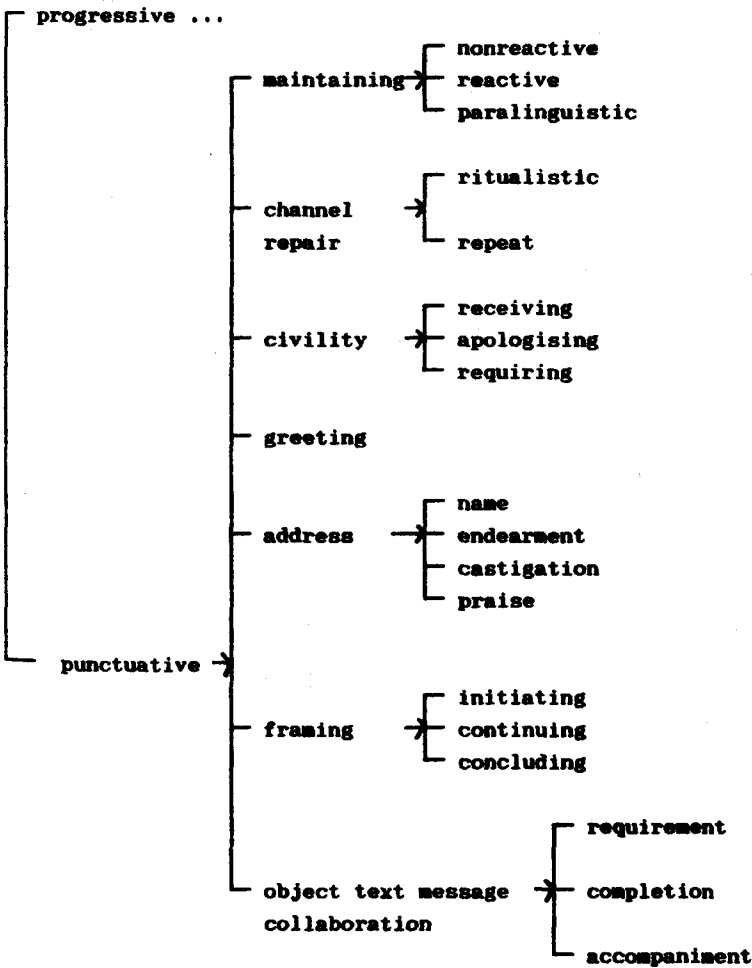 progressive ...
nonreactive
maintaining reactive
paralinguistic
ritualistic
channel
repair repeat
receiving
civility apologising
requiring
greeting
name
address endearment
castigation
praise
punctuative
initiating
framing continuing
concluding
requirement
object text message completion
collaboration
accompaniment